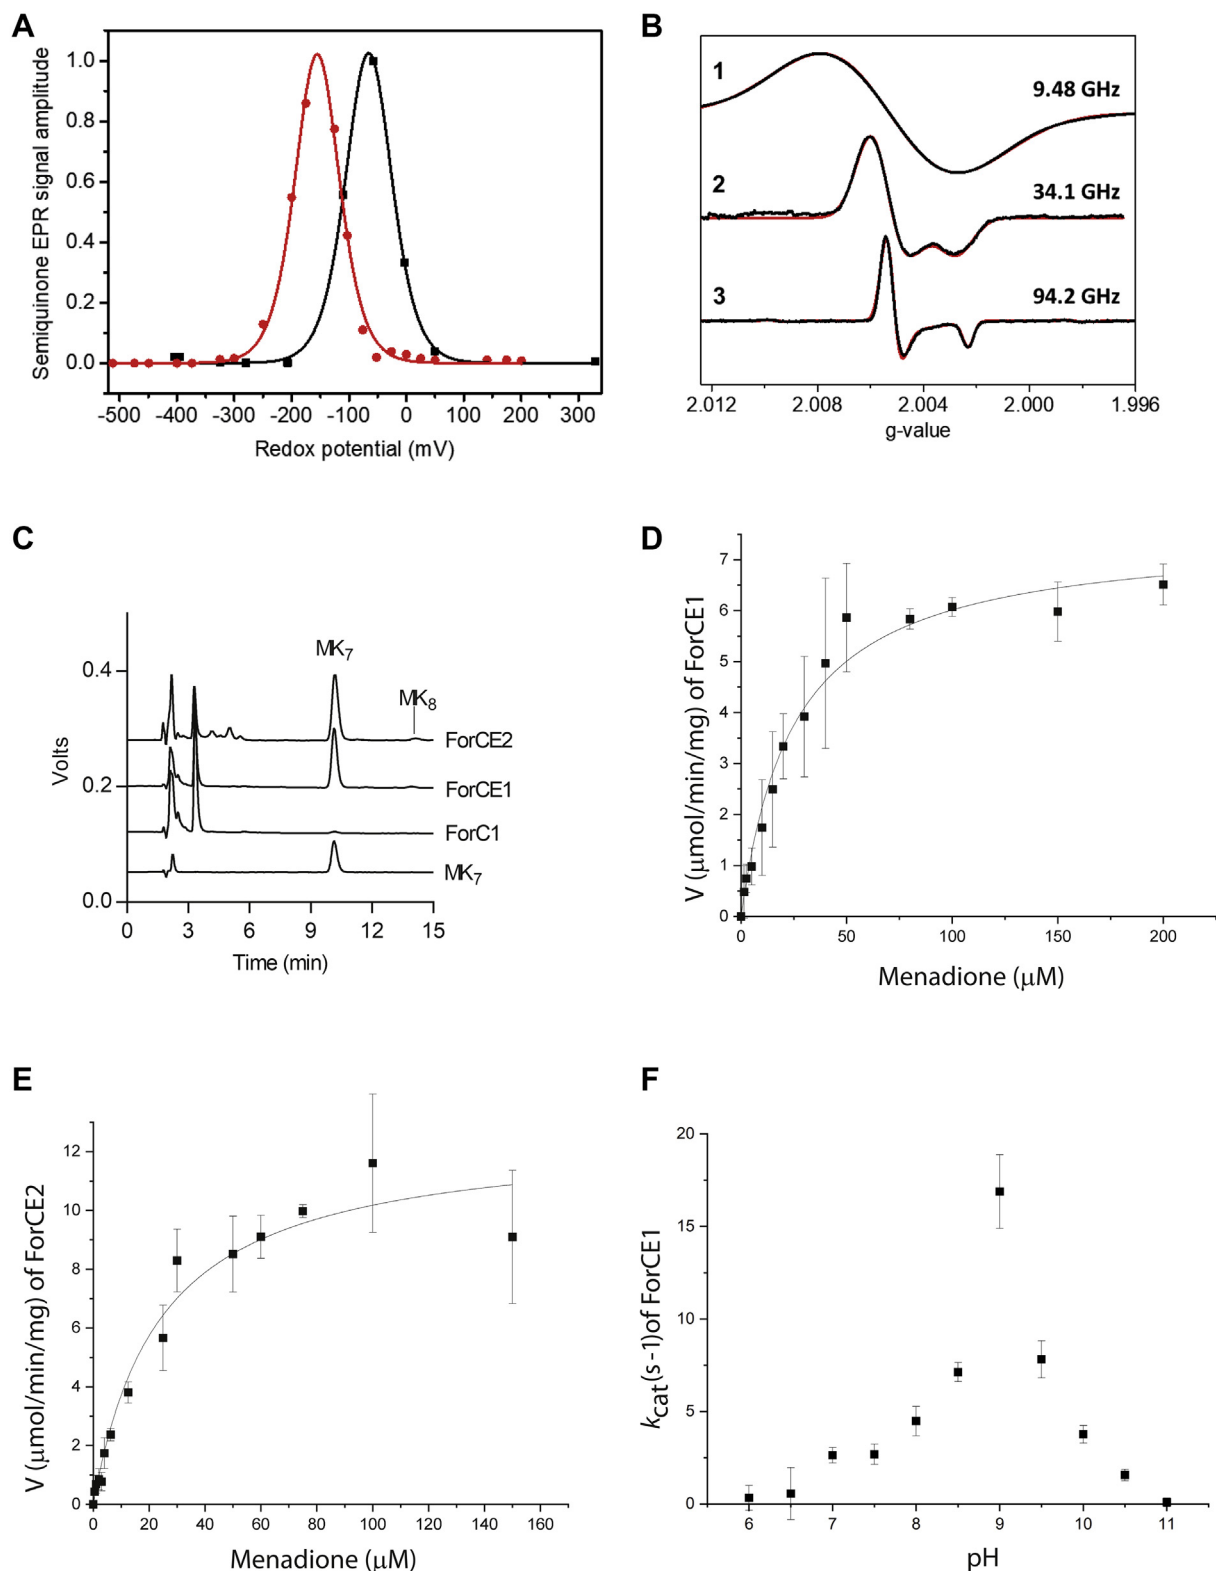 A
Semiquinone EPR signal amplitude
1.0
0.8
0.6
0.4
0.2
0.0
-500 -400 -300 -200 -100 0 100 200 300
Redox potential (mV)
B
1
9.48 GHz
2
34.1 GHz
3
94.2 GHz
2.012 2.008 2.004 2.000 1.996
g-value
C
Volts
0.4
0.2
0.0
MK7
MK8
ForCE2
ForCE1
ForC1
MK7
0 3 6 9 12 15
Time (min)
D
V (μmol/min/mg) of ForCE1
7
6
5
4
3
2
1
0
0 50 100 150 200
Menadione (μM)
E
V (μmol/min/mg) of ForCE2
12
10
8
6
4
2
0
0 20 40 60 80 100 120 140 160
Menadione (μM)
F
kcat(s-1)of ForCE1
20
15
10
5
0
6 7 8 9 10 11
pH